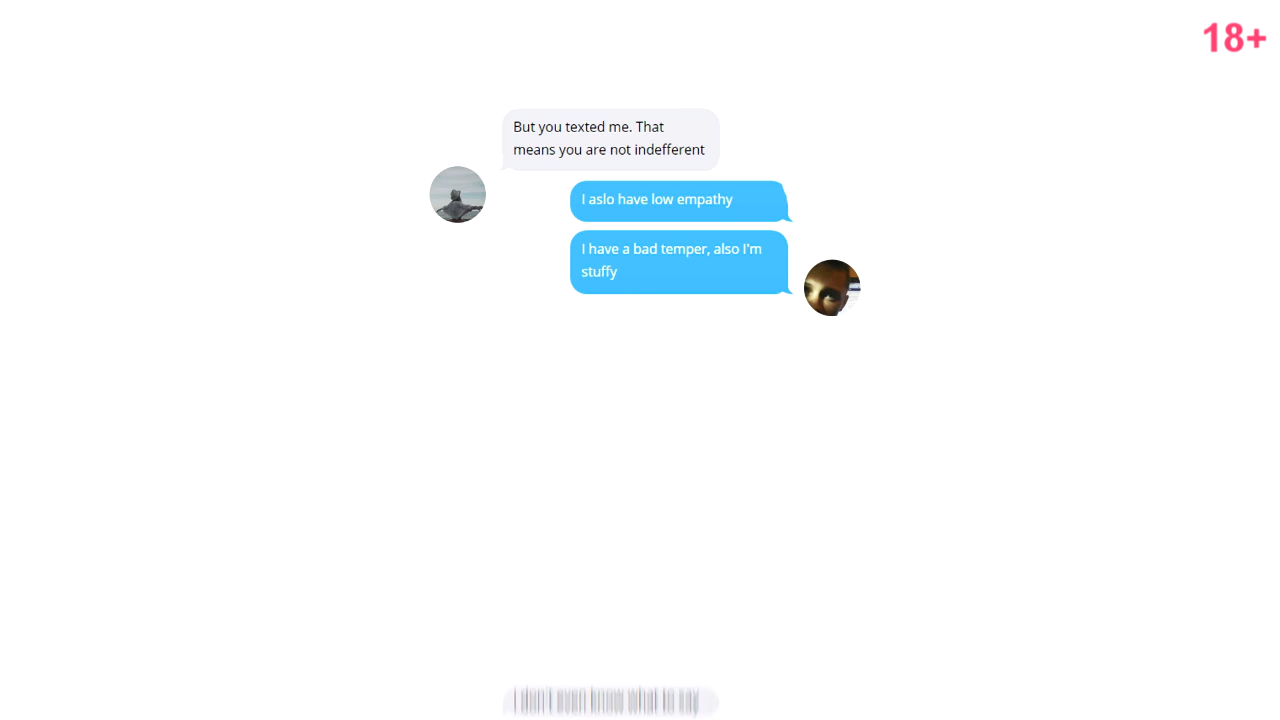 18+
But you texted me. That
means you are not indefferent
I aslo have low empathy
I have a bad temper, also I'm
stuffy